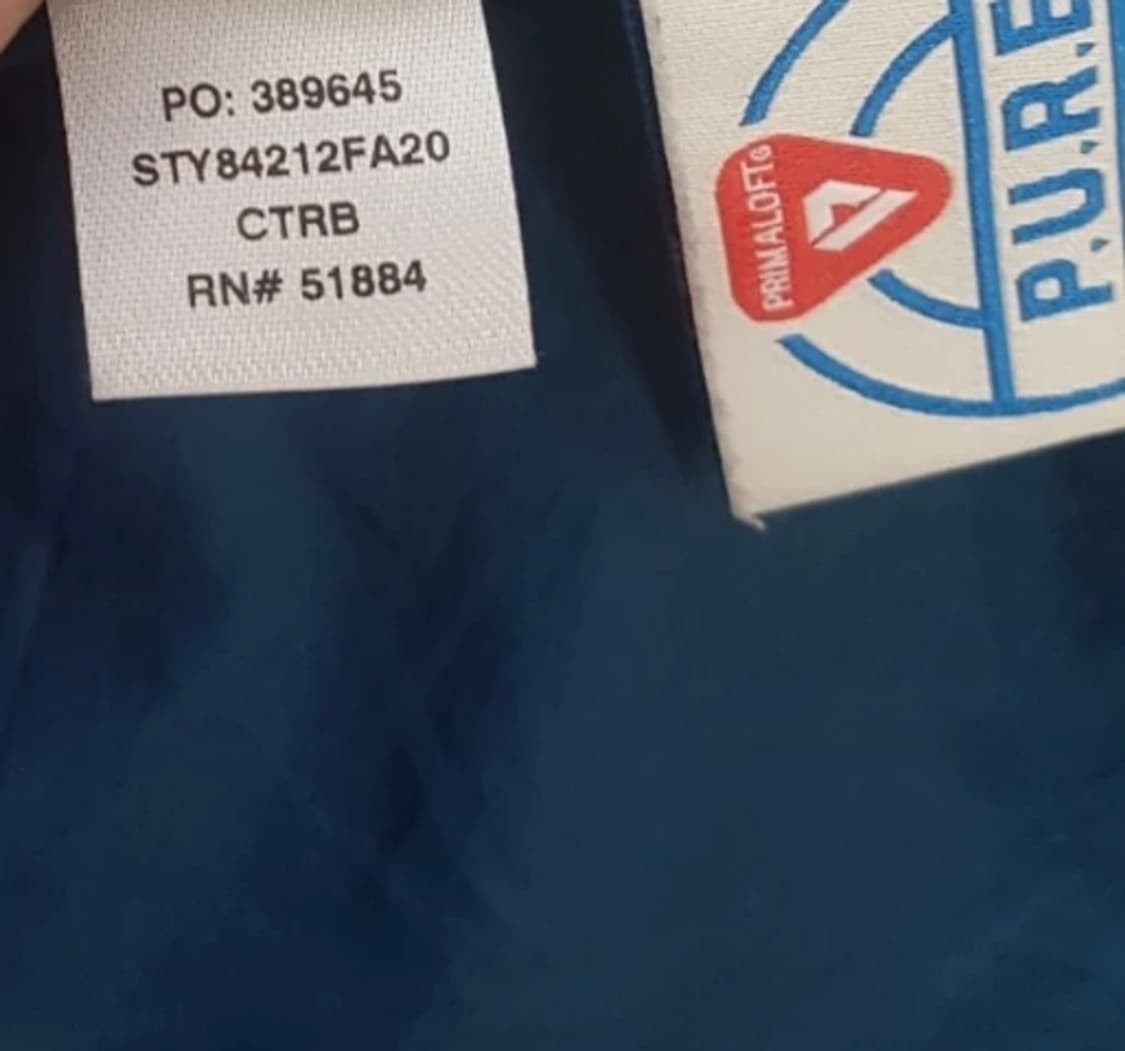 PO: 389645
STY84212FA20
CTRB
RN# 51884
PRIMALOFT®
P.U.R.E